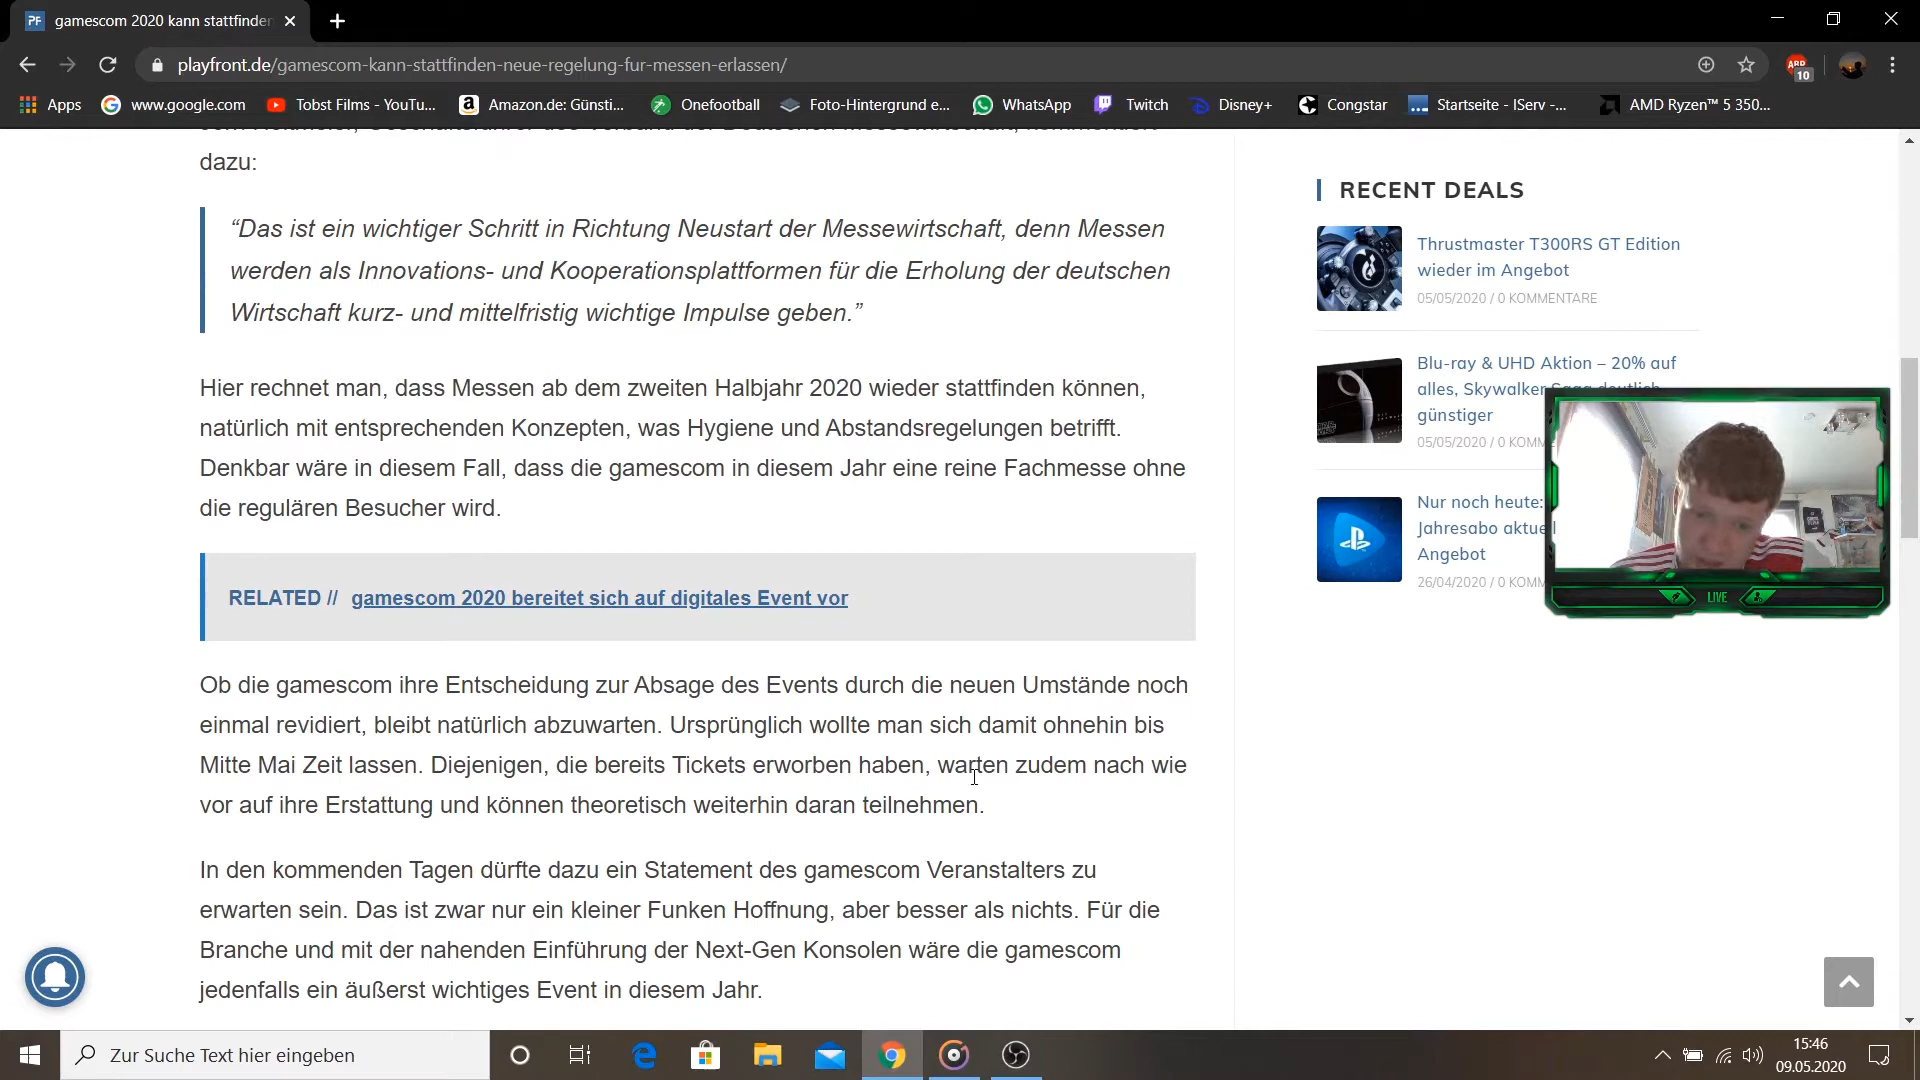 PF gamescom 2020 kann stattfinden
playfront.de/gamescom-kann-stattfinden-neue-regelung-fur-messen-erlassen/
ABP
10
Apps
www.google.com
Tobst Films - YouTu...
Amazon.de: Günsti...
Onefootball
Foto-Hintergrund e...
WhatsApp
Twitch
Disney+
Congstar
Startseite - IServ -...
AMD Ryzen™ 5 350...
dazu:
“Das ist ein wichtiger Schritt in Richtung Neustart der Messewirtschaft, denn Messen
werden als Innovations- und Kooperationsplattformen für die Erholung der deutschen
Wirtschaft kurz- und mittelfristig wichtige Impulse geben.”
Hier rechnet man, dass Messen ab dem zweiten Halbjahr 2020 wieder stattfinden können,
natürlich mit entsprechenden Konzepten, was Hygiene und Abstandsregelungen betrifft.
Denkbar wäre in diesem Fall, dass die gamescom in diesem Jahr eine reine Fachmesse ohne
die regulären Besucher wird.
RELATED // gamescom 2020 bereitet sich auf digitales Event vor
Ob die gamescom ihre Entscheidung zur Absage des Events durch die neuen Umstände noch
einmal revidiert, bleibt natürlich abzuwarten. Ursprünglich wollte man sich damit ohnehin bis
Mitte Mai Zeit lassen. Diejenigen, die bereits Tickets erworben haben, warten zudem nach wie
vor auf ihre Erstattung und können theoretisch weiterhin daran teilnehmen.
In den kommenden Tagen dürfte dazu ein Statement des gamescom Veranstalters zu
erwarten sein. Das ist zwar nur ein kleiner Funken Hoffnung, aber besser als nichts. Für die
Branche und mit der nahenden Einführung der Next-Gen Konsolen wäre die gamescom
jedenfalls ein äußerst wichtiges Event in diesem Jahr.
RECENT DEALS
Thrustmaster T300RS GT Edition
wieder im Angebot
05/05/2020 / 0 KOMMENTARE
Blu-ray & UHD Aktion – 20% auf
alles, Skywalker Saga deutlich
günstiger
05/05/2020 / 0 KOMME
Nur noch heute:
Jahresabo aktuell
Angebot
26/04/2020 / 0 KOMM
LIVE
Zur Suche Text hier eingeben
15:46
09.05.2020